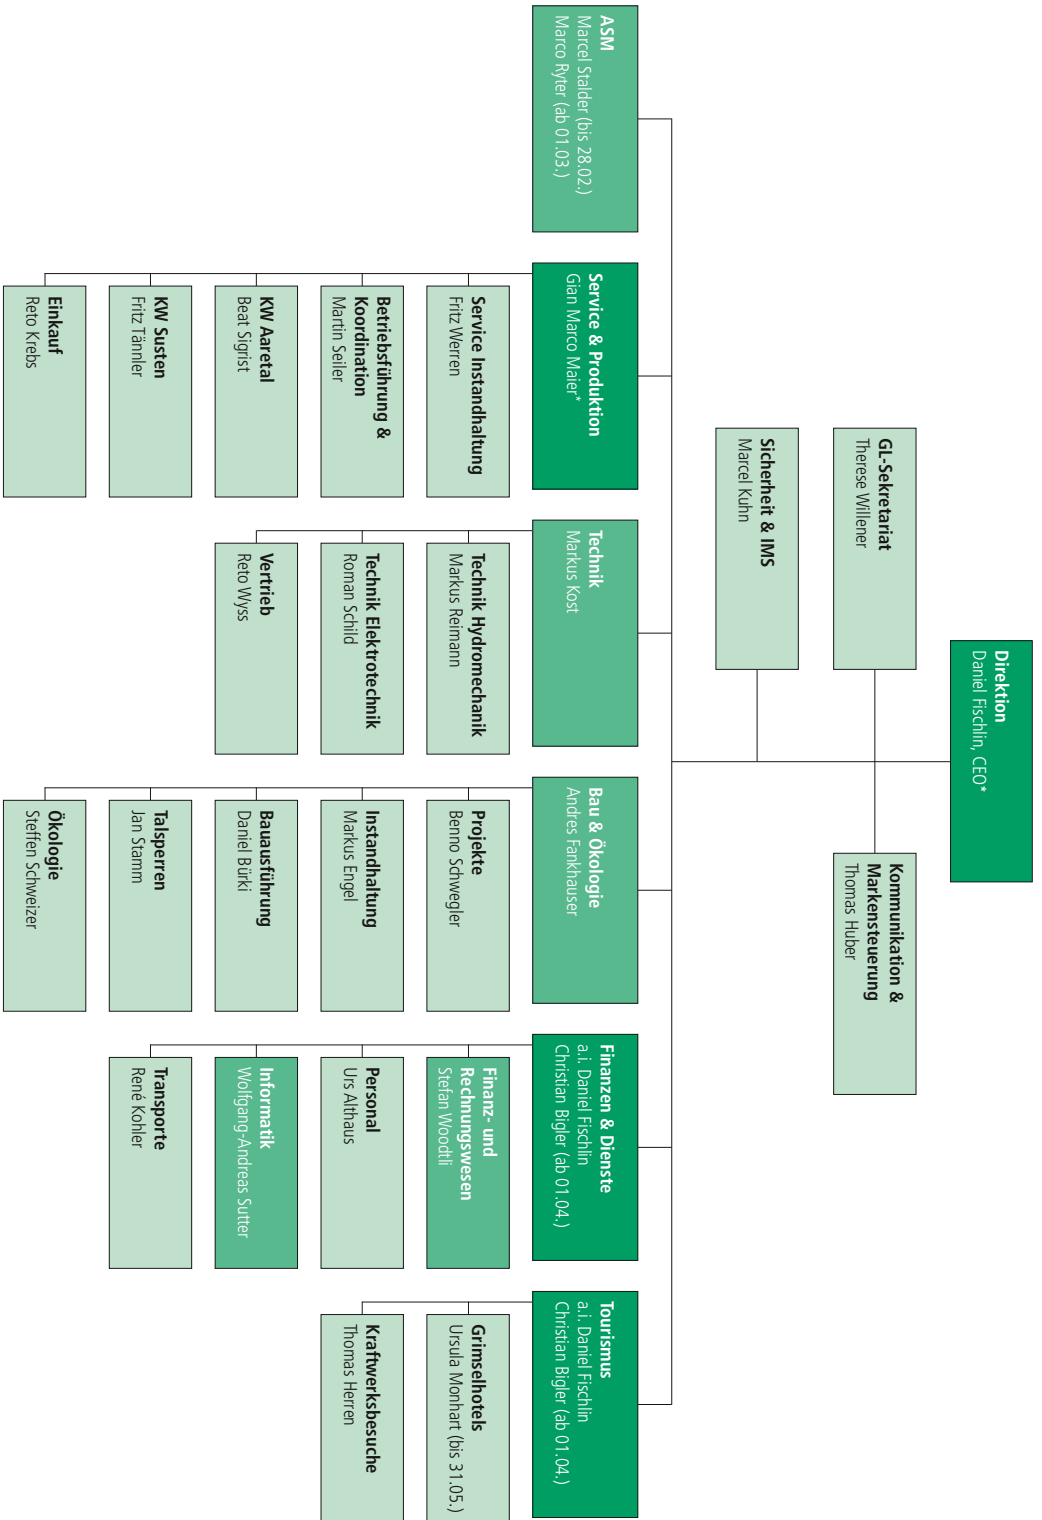 Direktion
Daniel Fischlin, CEO*
GL-Sekretariat
Therese Willener
Kommunikation &
Markensteuerung
Thomas Huber
Sicherheit & IMS
Marcel Kuhn
ASM
Marcel Stalder (bis 28.02.)
Marco Ryter (ab 01.03.)
Service & Produktion
Gian Marco Maier*
Service Instandhaltung
Fritz Werren
Betriebsführung &
Koordination
Martin Seiler
KW Aaretal
Beat Sigrist
KW Susten
Fritz Tännler
Einkauf
Reto Krebs
Technik
Markus Kost
Technik Hydromechanik
Markus Reimann
Technik Elektrotechnik
Roman Schild
Vertrieb
Reto Wyss
Bau & Ökologie
Andres Fankhauser
Projekte
Benno Schwegler
Instandhaltung
Markus Engel
Bauausführung
Daniel Bürki
Talsperren
Jan Stamm
Ökologie
Steffen Schweizer
Finanzen & Dienste
a.i. Daniel Fischlin
Christian Bigler (ab 01.04.)
Finanz- und
Rechnungswesen
Stefan Woodtli
Personal
Urs Althaus
Informatik
Wolfgang-Andreas Sutter
Transporte
René Kohler
Tourismus
a.i. Daniel Fischlin
Christian Bigler (ab 01.04.)
Grimselhotels
Ursula Monhart (bis 31.05.)
Kraftwerksbesuche
Thomas Herren